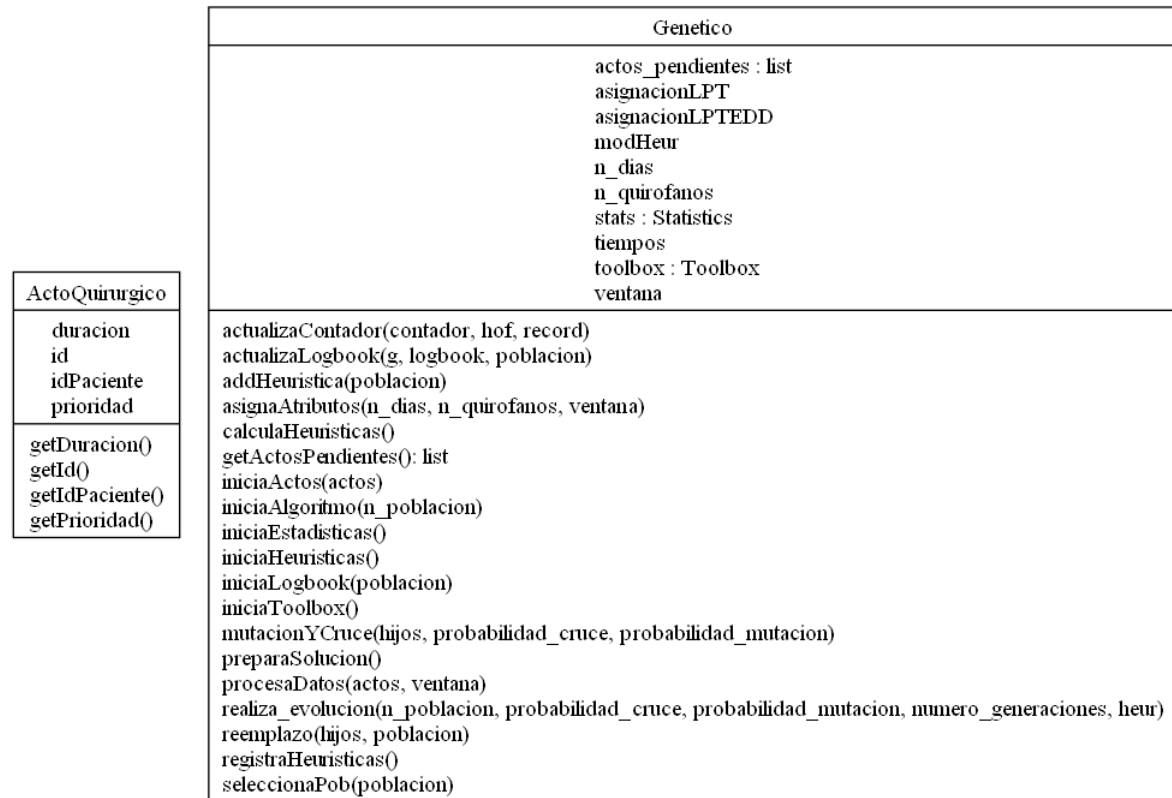 ActoQuirurgico
duracion
id
idPaciente
prioridad
getDuracion()
getId()
getIdPaciente()
getPrioridad()
Genetico
actos_pendientes : list
asignacionLPT
asignacionLPTEDD
modHeur
n_dias
n_quirofanos
stats : Statistics
tiempos
toolbox : Toolbox
ventana
actualizaContador(contador, hof, record)
actualizaLogbook(g, logbook, poblacion)
addHeuristica(poblacion)
asignaAtributos(n_dias, n_quirofanos, ventana)
calculaHeuristicas()
getActosPendientes(): list
iniciaActos(actos)
iniciaAlgoritmo(n_poblacion)
iniciaEstadisticas()
iniciaHeuristicas()
iniciaLogbook(poblacion)
iniciaToolbox()
mutacionYCruce(hijos, probabilidad_cruce, probabilidad_mutacion)
preparaSolucion()
procesaDatos(actos, ventana)
realiza_evolucion(n_poblacion, probabilidad_cruce, probabilidad_mutacion, numero_generaciones, heur)
reemplazo(hijos, poblacion)
registraHeuristicas()
seleccionaPob(poblacion)